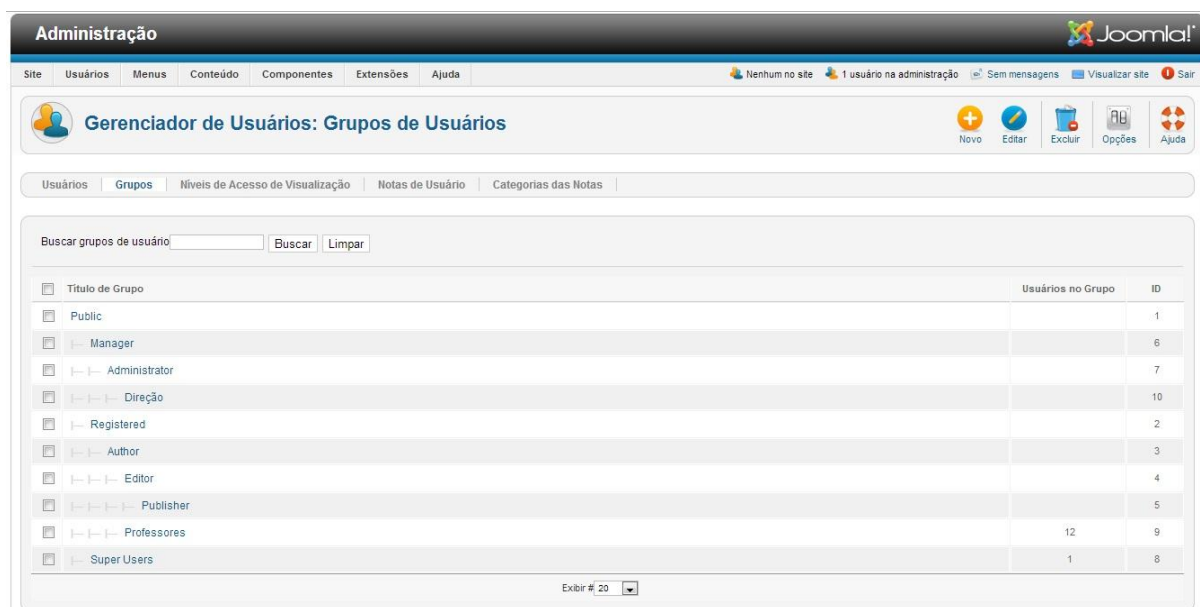 Administração
Joomla!
Site Usuários Menus Conteúdo Componentes Extensões Ajuda Nenhum no site 1 usuário na administração Sem mensagens Visualizar site Sair
Gerenciador de Usuários: Grupos de Usuários
Novo Editar Excluir Opções Ajuda
Usuários Grupos Níveis de Acesso de Visualização Notas de Usuário Categorias das Notas
Buscar grupos de usuário Buscar Limpar
Título de Grupo Usuários no Grupo ID
Public 1
Manager 6
Administrator 7
Direção 10
Registered 2
Author 3
Editor 4
Publisher 5
Professores 12 9
Super Users 1 8
Exibir # 20